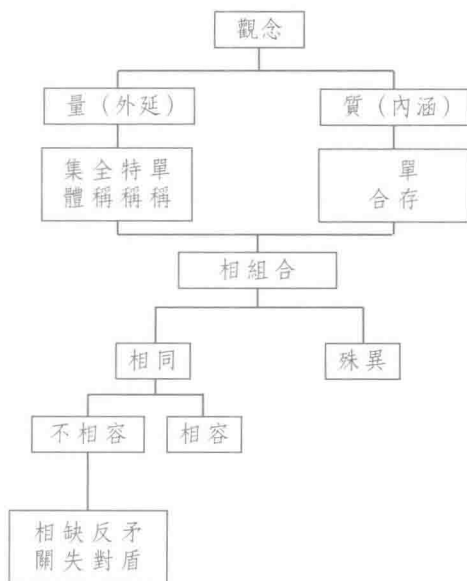 觀念
量(外延)
質(內涵)
集全特單
體稱稱稱
單
合存
相組合
相同
殊異
不相容
相容
相缺反矛
關失對盾